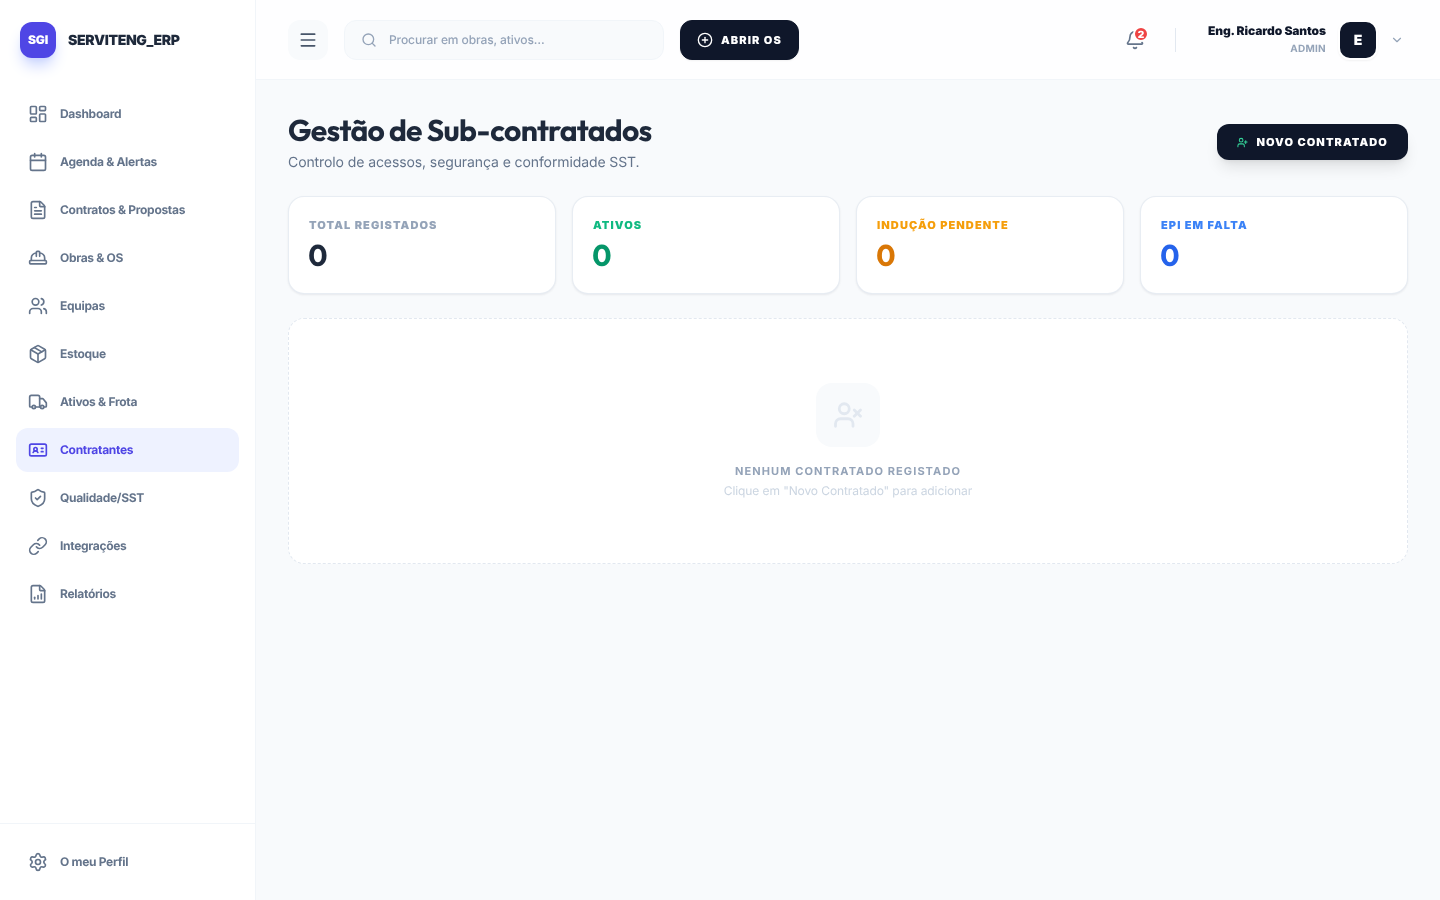 SGI
SERVITENG_ERP
Dashboard
Agenda & Alertas
Contratos & Propostas
Obras & OS
Equipas
Estoque
Ativos & Frota
Contratantes
Qualidade/SST
Integrações
Relatórios
O meu Perfil
Procurar em obras, ativos...
ABRIR OS
2
Eng. Ricardo Santos
ADMIN
E
Gestão de Sub-contratados
Controlo de acessos, segurança e conformidade SST.
NOVO CONTRATADO
TOTAL REGISTADOS
0
ATIVOS
0
INDUÇÃO PENDENTE
0
EPI EM FALTA
0
NENHUM CONTRATADO REGISTADO
Clique em "Novo Contratado" para adicionar